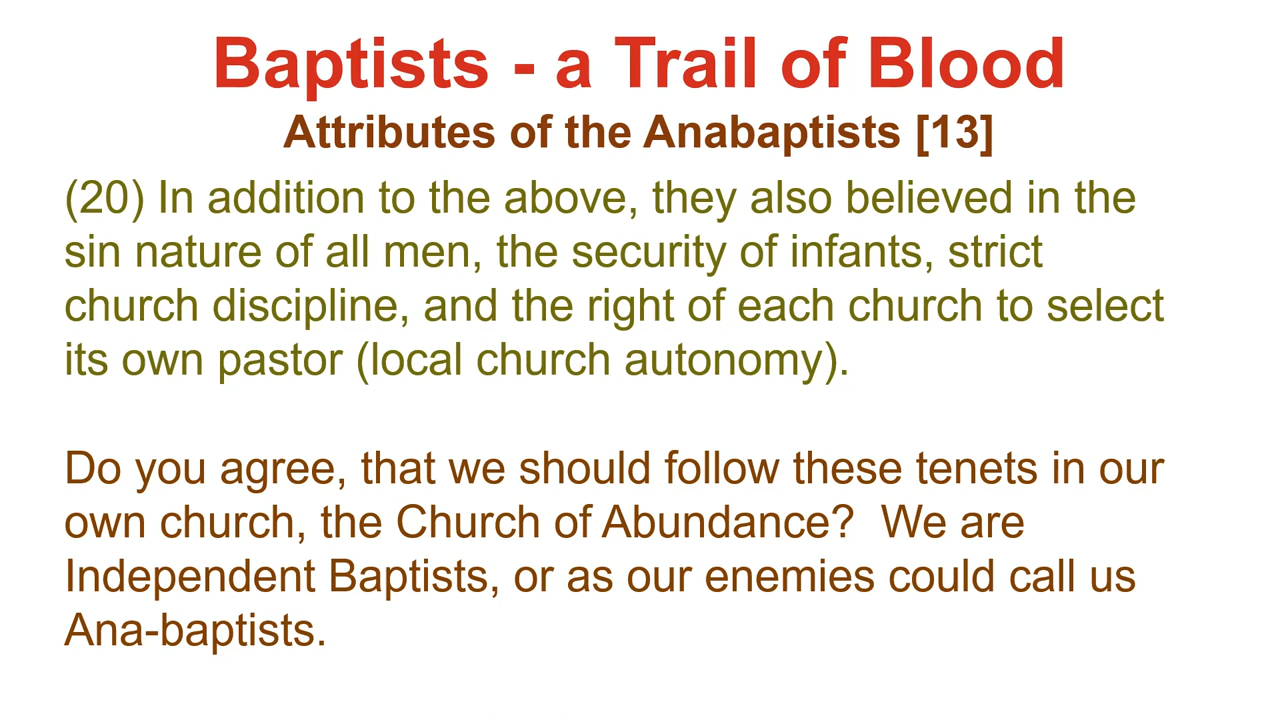 Baptists - a Trail of Blood
Attributes of the Anabaptists [13]
(20) In addition to the above, they also believed in the
sin nature of all men, the security of infants, strict
church discipline, and the right of each church to select
its own pastor (local church autonomy).
Do you agree, that we should follow these tenets in our
own church, the Church of Abundance?  We are
Independent Baptists, or as our enemies could call us
Ana-baptists.